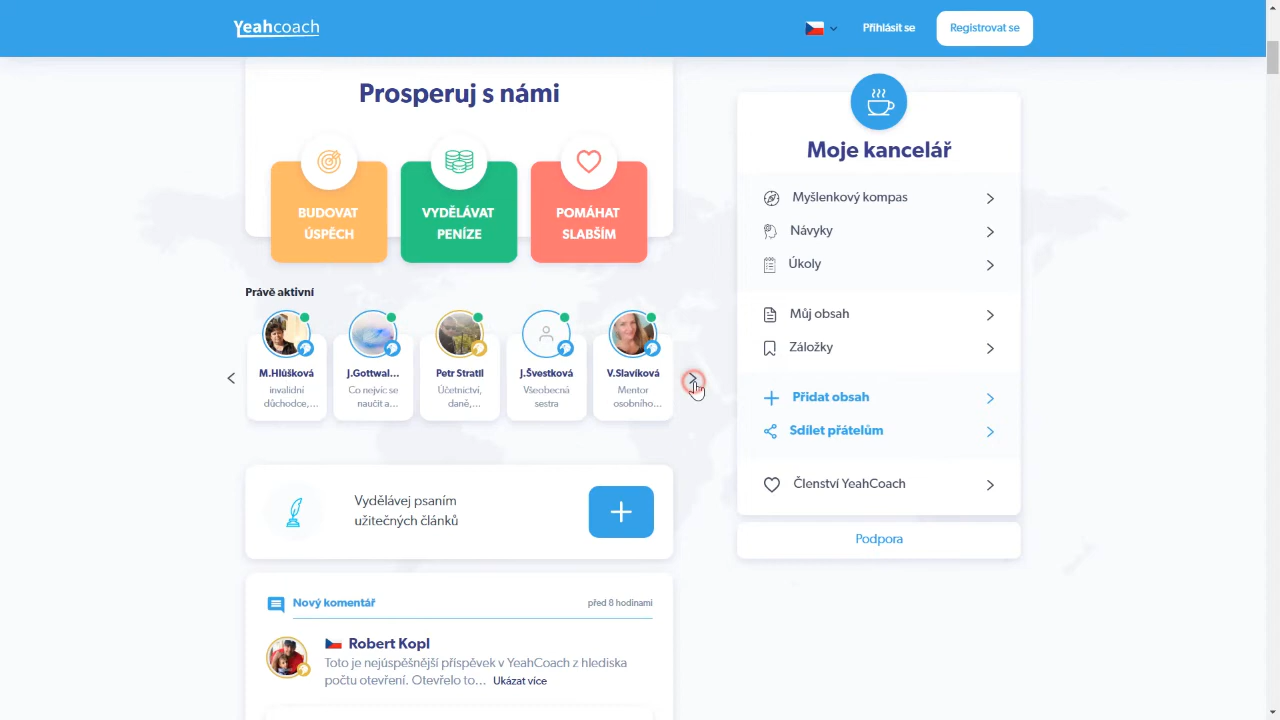 Yeahcoach
Přihlásit se
Registrovat se
Prosperuj s námi
BUDOVAT
ÚSPĚCH
VYDĚLÁVAT
PENÍZE
POMÁHAT
SLABŠÍM
Právě aktivní
M.Hlůšková
invalidní
důchodce,...
J.Gottwal...
Co nejvíc se
naučit a...
Petr Stratil
Účetnictví,
daně,...
J.Švestková
Všeobecná
sestra
V.Slavíková
Mentor
osobního...
Vydělávej psaním
užitečných článků
Nový komentář
před 8 hodinami
Robert Kopl
Toto je nejúspěšnější příspěvek v YeahCoach z hlediska
počtu otevření. Otevřelo to... Ukázat více
Moje kancelář
Myšlenkový kompas
Návyky
Úkoly
Můj obsah
Záložky
Přidat obsah
Sdílet přátelům
Členství YeahCoach
Podpora